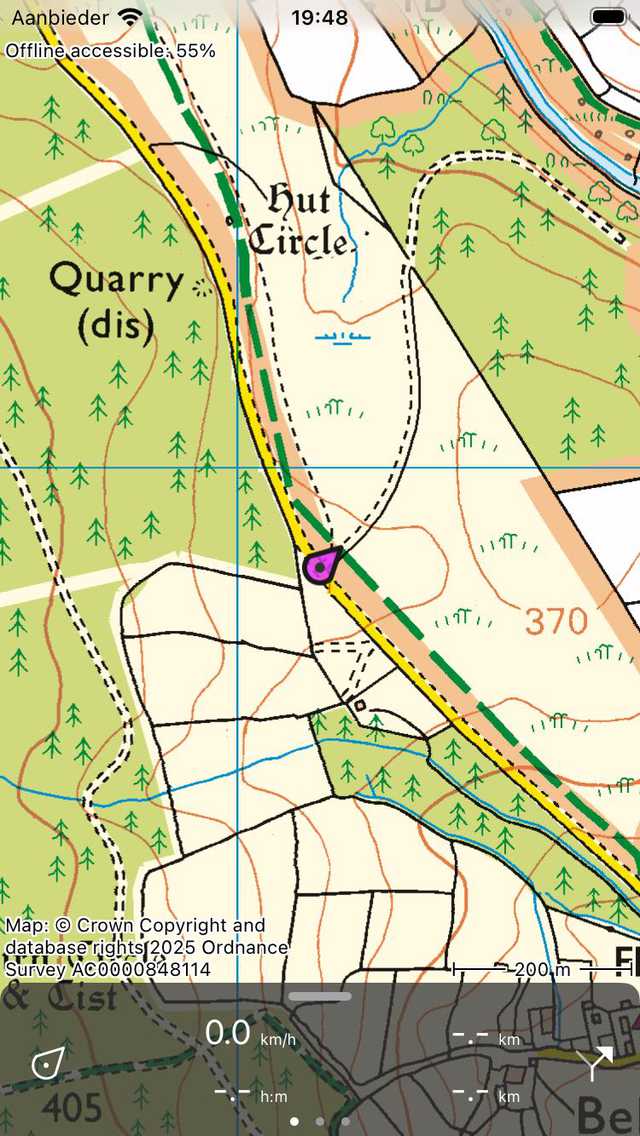 Aanbieder 19:48
Offline accessible: 55%
Hut
Circle
Quarry
(dis)
370
Map: © Crown Copyright and
database rights 2025 Ordnance
Survey AC0000848114
200 m
& Cist
0.0 km/h
-.- km
-.- h:m
-.- km
405